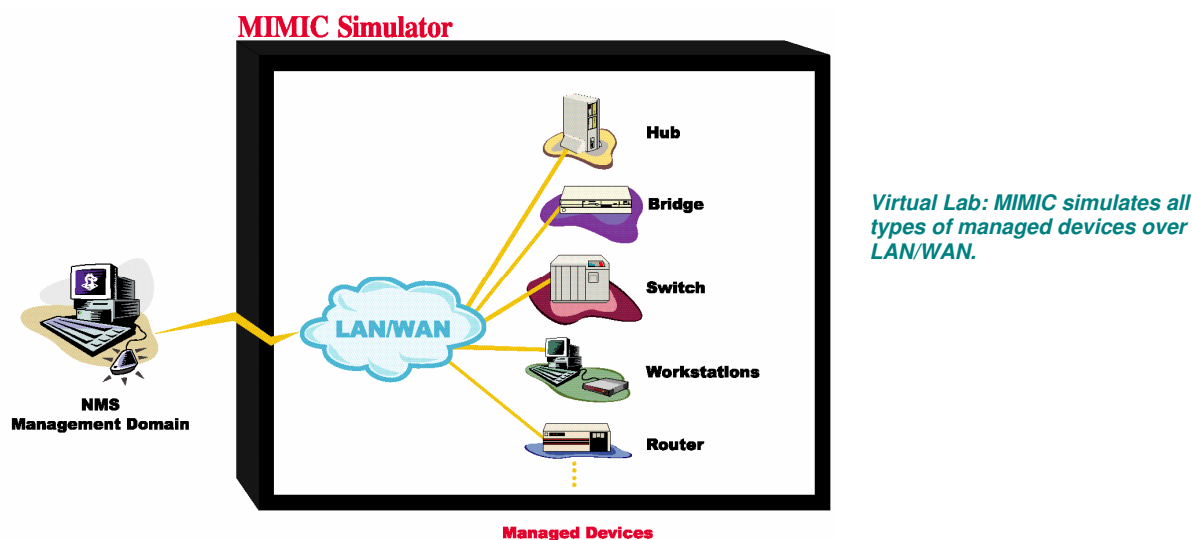 MIMIC Simulator
Hub
Bridge
Virtual Lab: MIMIC simulates all
types of managed devices over
LAN/WAN.
Switch
LAN/WAN
Workstations
NMS
Management Domain
Router
Managed Devices